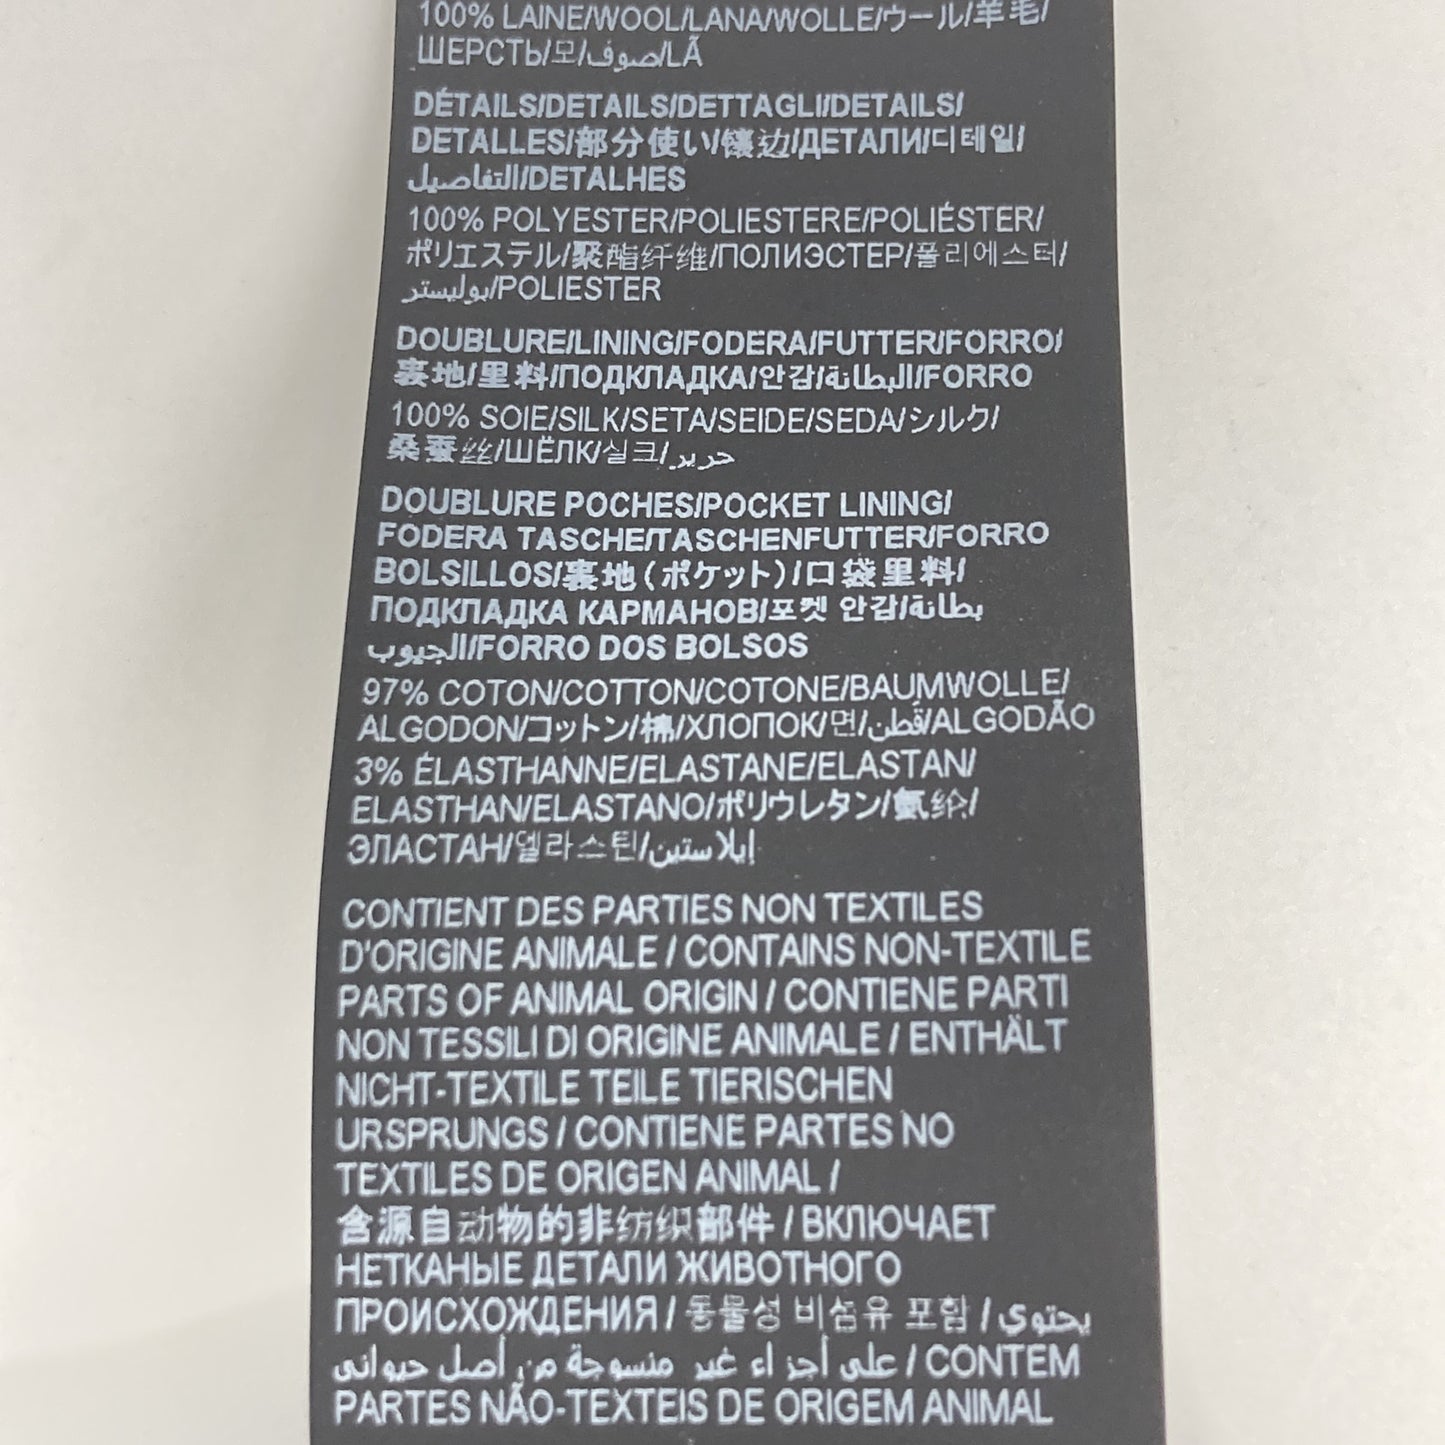 100% LAINE/WOOL/LANA/WOLLE/ウール/羊毛/
ШЕРСТЬ/모/صوف/LÃ
DÉTAILS/DETAILS/DETTAGLI/DETAILS/
DETALLES/部分使い/镶边/ДЕТАЛИ/디테일/
التفاصيل/DETALHES
100% POLYESTER/POLIESTERE/POLIÉSTER/
ポリエステル/聚酯纤维/ПОЛИЭСТЕР/폴리에스터/
بوليستر/POLIESTER
DOUBLURE/LINING/FODERA/FUTTER/FORRO/
裏地/里料/ПОДКЛАДКА/안감/البطانة/FORRO
100% SOIE/SILK/SETA/SEIDE/SEDA/シルク/
桑蚕丝/ШЁЛК/실크/حرير
DOUBLURE POCHES/POCKET LINING/
FODERA TASCHE/TASCHENFUTTER/FORRO
BOLSILLOS/裏地(ポケット)/口袋里料/
ПОДКЛАДКА КАРМАНОВ/포켓 안감/بطانة
الجيوب/FORRO DOS BOLSOS
97% COTON/COTTON/COTONE/BAUMWOLLE/
ALGODON/コットン/棉/ХЛОПОК/면/قطن/ALGODÃO
3% ÉLASTHANNE/ELASTANE/ELASTAN/
ELASTHAN/ELASTANO/ポリウレタン/氨纶/
ЭЛАСТАН/엘라스틴/إيلاستين
CONTIENT DES PARTIES NON TEXTILES
D'ORIGINE ANIMALE / CONTAINS NON-TEXTILE
PARTS OF ANIMAL ORIGIN / CONTIENE PARTI
NON TESSILI DI ORIGINE ANIMALE / ENTHÄLT
NICHT-TEXTILE TEILE TIERISCHEN
URSPRUNGS / CONTIENE PARTES NO
TEXTILES DE ORIGEN ANIMAL /
含源自动物的非纺织部件 / ВКЛЮЧАЕТ
НЕТКАНЫЕ ДЕТАЛИ ЖИВОТНОГО
ПРОИСХОЖДЕНИЯ / 동물성 비섬유 포함 / يحتوي
على أجزاء غير منسوجة من أصل حيوانى / CONTEM
PARTES NÃO-TEXTEIS DE ORIGEM ANIMAL